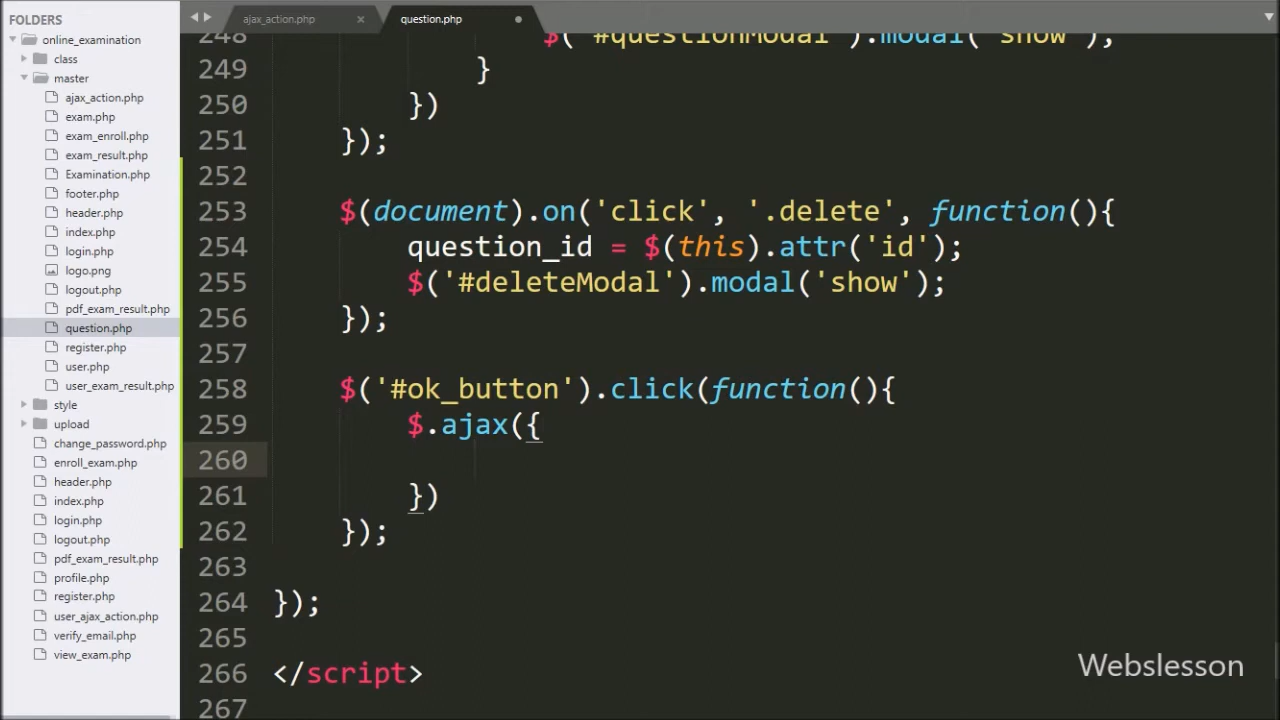 FOLDERS
online_examination
class
master
ajax_action.php
exam.php
exam_enroll.php
exam_result.php
Examination.php
footer.php
header.php
index.php
login.php
logo.png
logout.php
pdf_exam_result.php
question.php
register.php
user.php
user_exam_result.php
style
upload
change_password.php
enroll_exam.php
header.php
index.php
login.php
logout.php
pdf_exam_result.php
profile.php
register.php
user_ajax_action.php
verify_email.php
view_exam.php
ajax_action.php
question.php
248 $('#questionModal').modal('show');
249 }
250 })
251 });
252
253 $(document).on('click', '.delete', function(){
254 question_id = $(this).attr('id');
255 $('#deleteModal').modal('show');
256 });
257
258 $('#ok_button').click(function(){
259 $.ajax({
260
261 })
262 });
263
264 });
265
266 </script>
267
Webslesson